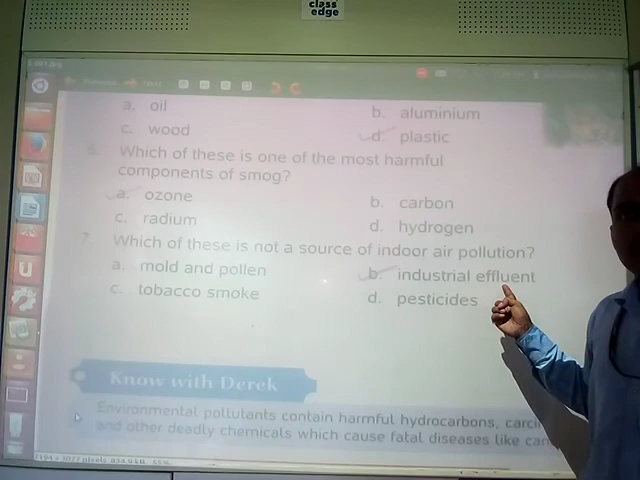 class
edge
a. oil
b. aluminium
c. wood
d. plastic
6. Which of these is one of the most harmful
components of smog?
a. ozone
b. carbon
c. radium
d. hydrogen
7. Which of these is not a source of indoor air pollution?
a. mold and pollen
b. industrial effluent
c. tobacco smoke
d. pesticides
Know with Derek
Environmental pollutants contain harmful hydrocarbons,
and other deadly chemicals which cause fatal diseases like